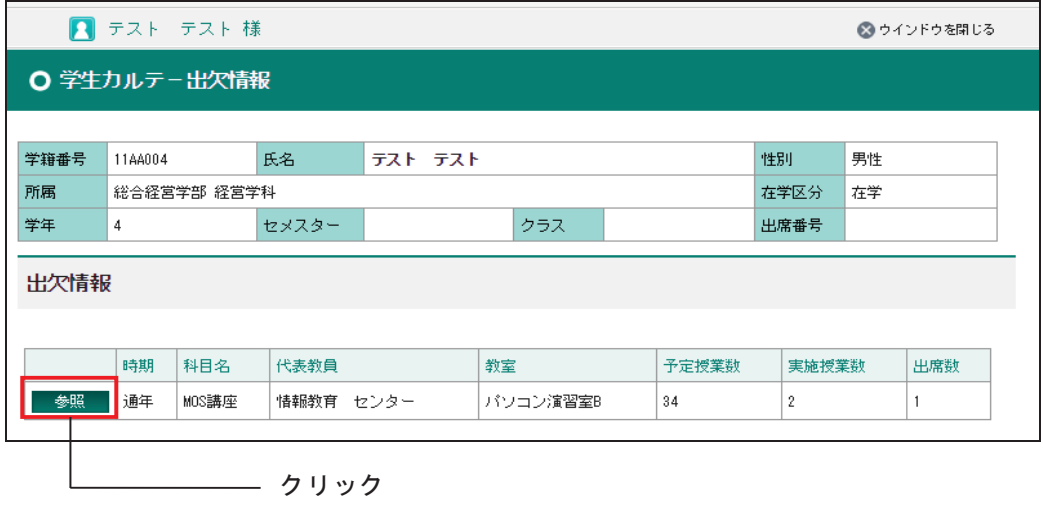 テスト　テスト 様　ウインドウを閉じる
学生カルテ－出欠情報
学籍番号 11AA004 氏名 テスト　テスト 性別 男性
所属 総合経営学部 経営学科 在学区分 在学
学年 4 セメスター クラス 出席番号
出欠情報
時期 科目名 代表教員 教室 予定授業数 実施授業数 出席数
参照 通年 MOS講座 情報教育　センター パソコン演習室B 34 2 1
クリック